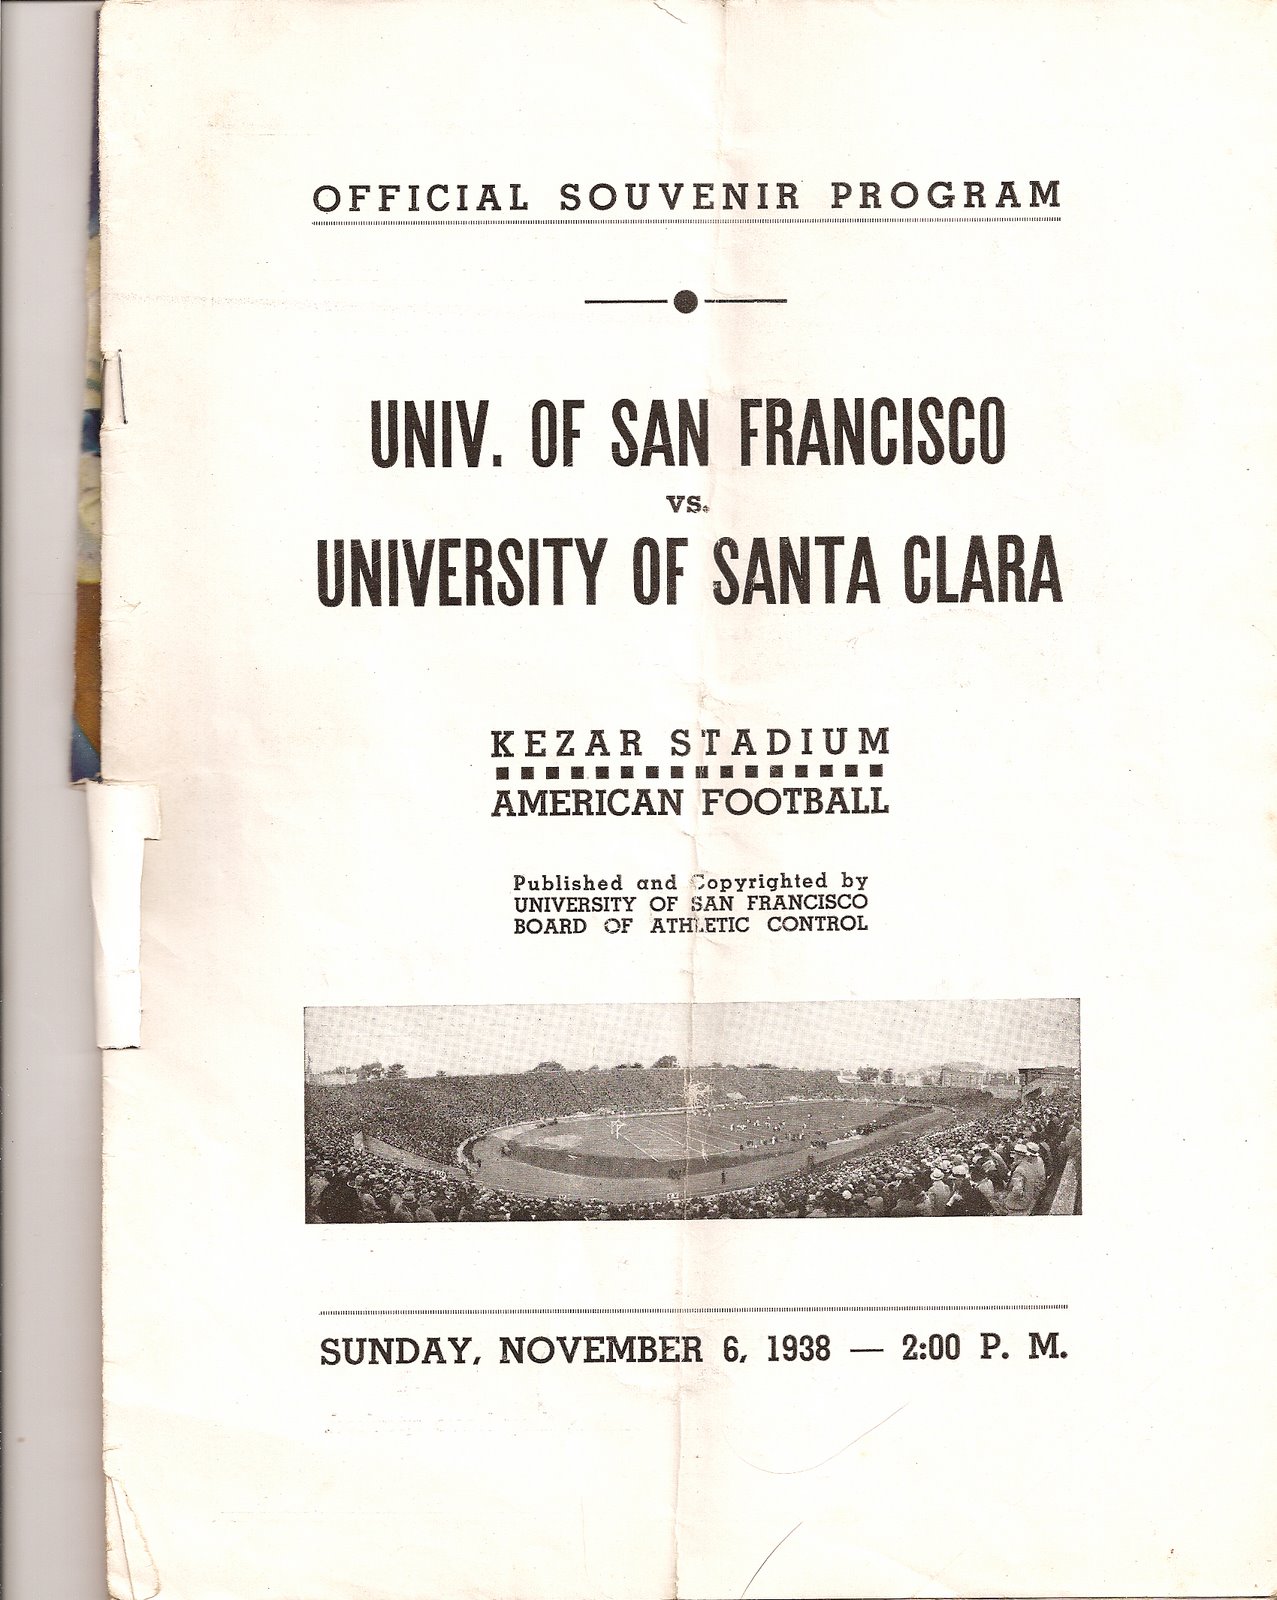 OFFICIAL SOUVENIR PROGRAM
UNIV. OF SAN FRANCISCO
VS.
UNIVERSITY OF SANTA CLARA
KEZAR STADIUM
AMERICAN FOOTBALL
Published and Copyrighted by
UNIVERSITY OF SAN FRANCISCO
BOARD OF ATHLETIC CONTROL
SUNDAY, NOVEMBER 6, 1938 — 2:00 P. M.